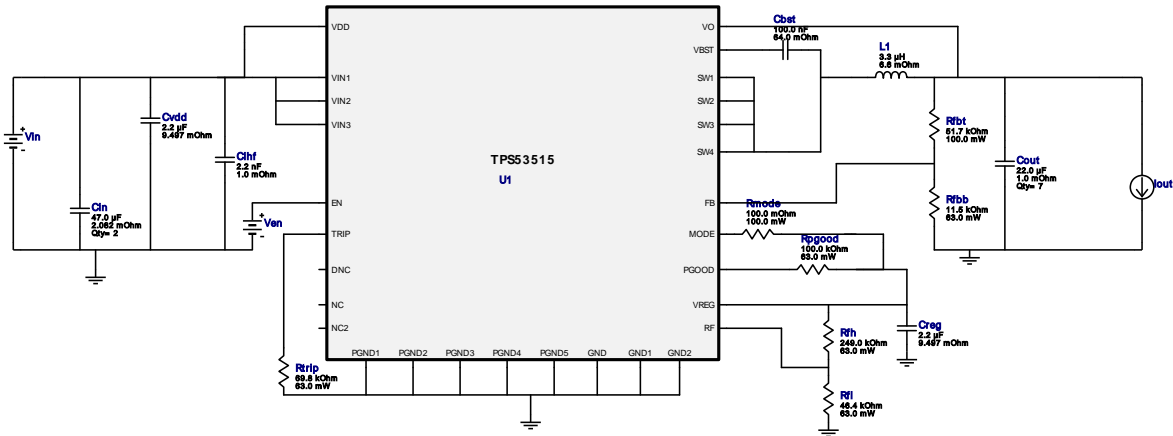 Vin
Cin
47.0 µF
2.062 mOhm
Qty= 2
Cvdd
2.2 µF
9.497 mOhm
Cihf
2.2 nF
1.0 mOhm
Ven
Rtrip
69.8 kOhm
63.0 mW
VDD
VIN1
VIN2
VIN3
EN
TRIP
DNC
NC
NC2
TPS53515
U1
PGND1
PGND2
PGND3
PGND4
PGND5
GND
GND1
GND2
VO
VBST
SW1
SW2
SW3
SW4
FB
MODE
PGOOD
VREG
RF
Cbst
100.0 nF
64.0 mOhm
L1
3.3 µH
6.6 mOhm
Rmode
100.0 mOhm
100.0 mW
Rpgood
100.0 kOhm
63.0 mW
Rfh
249.0 kOhm
63.0 mW
Rfl
46.4 kOhm
63.0 mW
Creg
2.2 µF
9.497 mOhm
Rfbt
51.7 kOhm
100.0 mW
Rfbb
11.5 kOhm
63.0 mW
Cout
22.0 µF
1.0 mOhm
Qty= 7
Iout